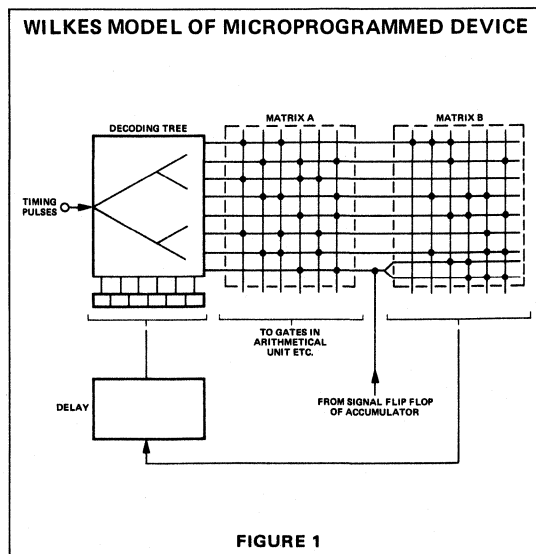 WILKES MODEL OF MICROPROGRAMMED DEVICE
DECODING TREE
MATRIX A
MATRIX B
TIMING
PULSES
TO GATES IN
ARITHMETICAL
UNIT ETC.
FROM SIGNAL FLIP FLOP
OF ACCUMULATOR
DELAY
FIGURE 1